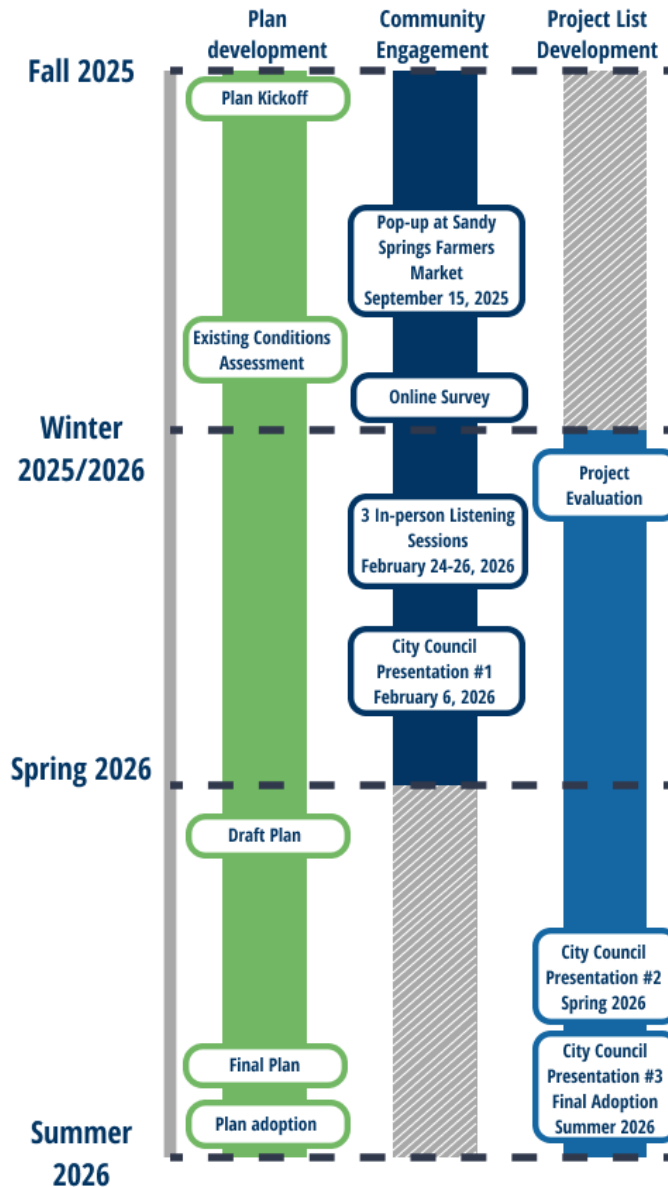 Plan
development
Community
Engagement
Project List
Development
Fall 2025
Plan Kickoff
Pop-up at Sandy
Springs Farmers
Market
September 15, 2025
Existing Conditions
Assessment
Online Survey
Winter
2025/2026
Project
Evaluation
3 In-person Listening
Sessions
February 24-26, 2026
City Council
Presentation #1
February 6, 2026
Spring 2026
Draft Plan
City Council
Presentation #2
Spring 2026
Final Plan
City Council
Presentation #3
Final Adoption
Summer 2026
Plan adoption
Summer
2026